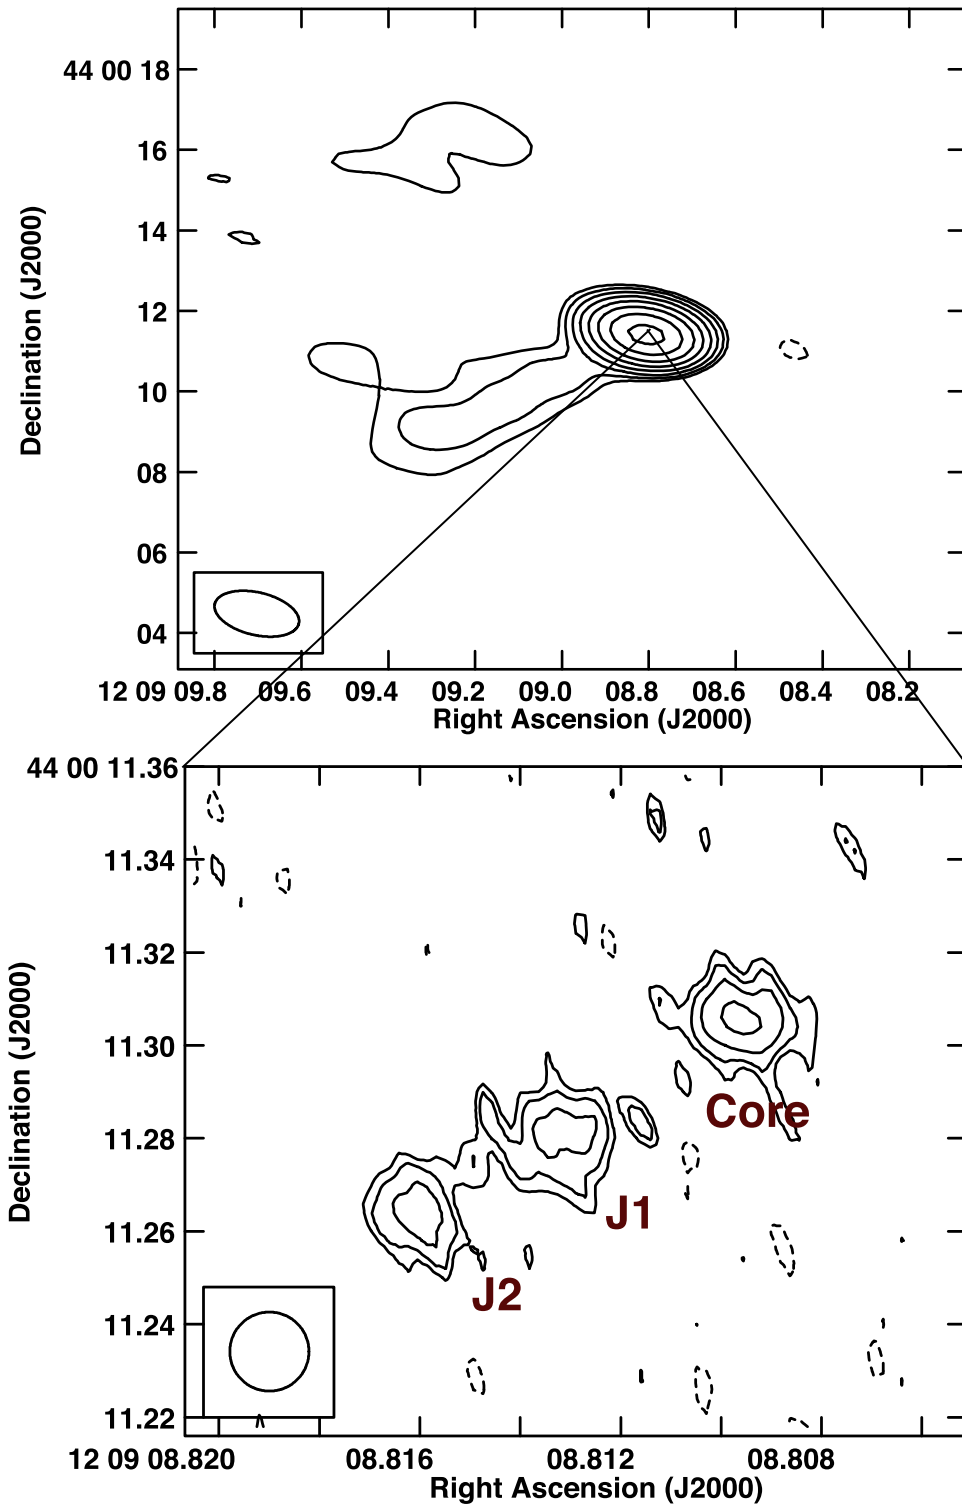 44 00 18
16
14
12
10
08
06
04
Declination (J2000)
12 09 09.8 09.6 09.4 09.2 09.0 08.8 08.6 08.4 08.2
Right Ascension (J2000)
44 00 11.36
11.34
11.32
11.30
11.28
11.26
11.24
11.22
Declination (J2000)
Core
J1
J2
12 09 08.820 08.816 08.812 08.808
Right Ascension (J2000)